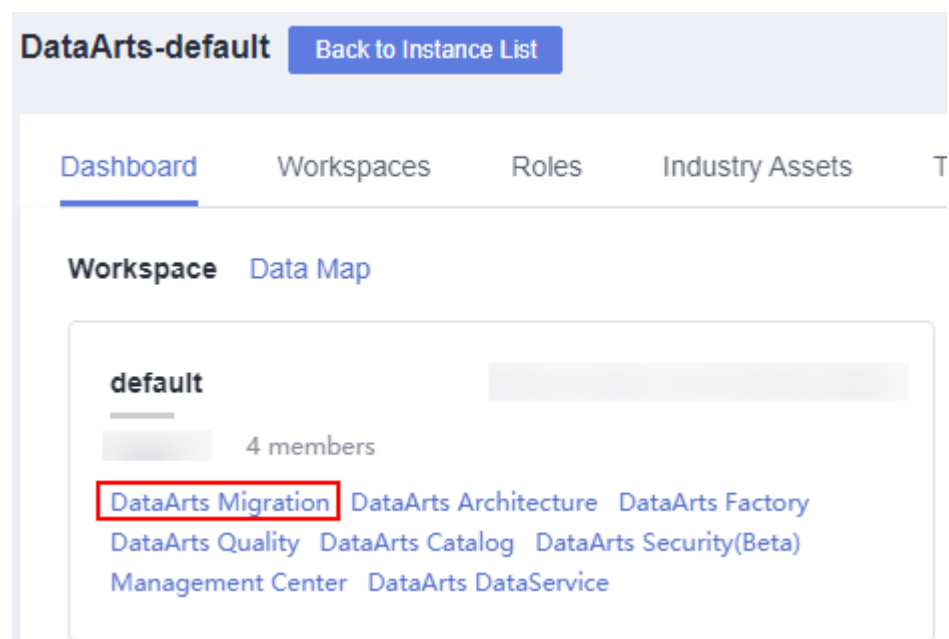 DataArts-default Back to Instance List
Dashboard Workspaces Roles Industry Assets
Workspace Data Map
default
4 members
DataArts Migration DataArts Architecture DataArts Factory
DataArts Quality DataArts Catalog DataArts Security(Beta)
Management Center DataArts DataService